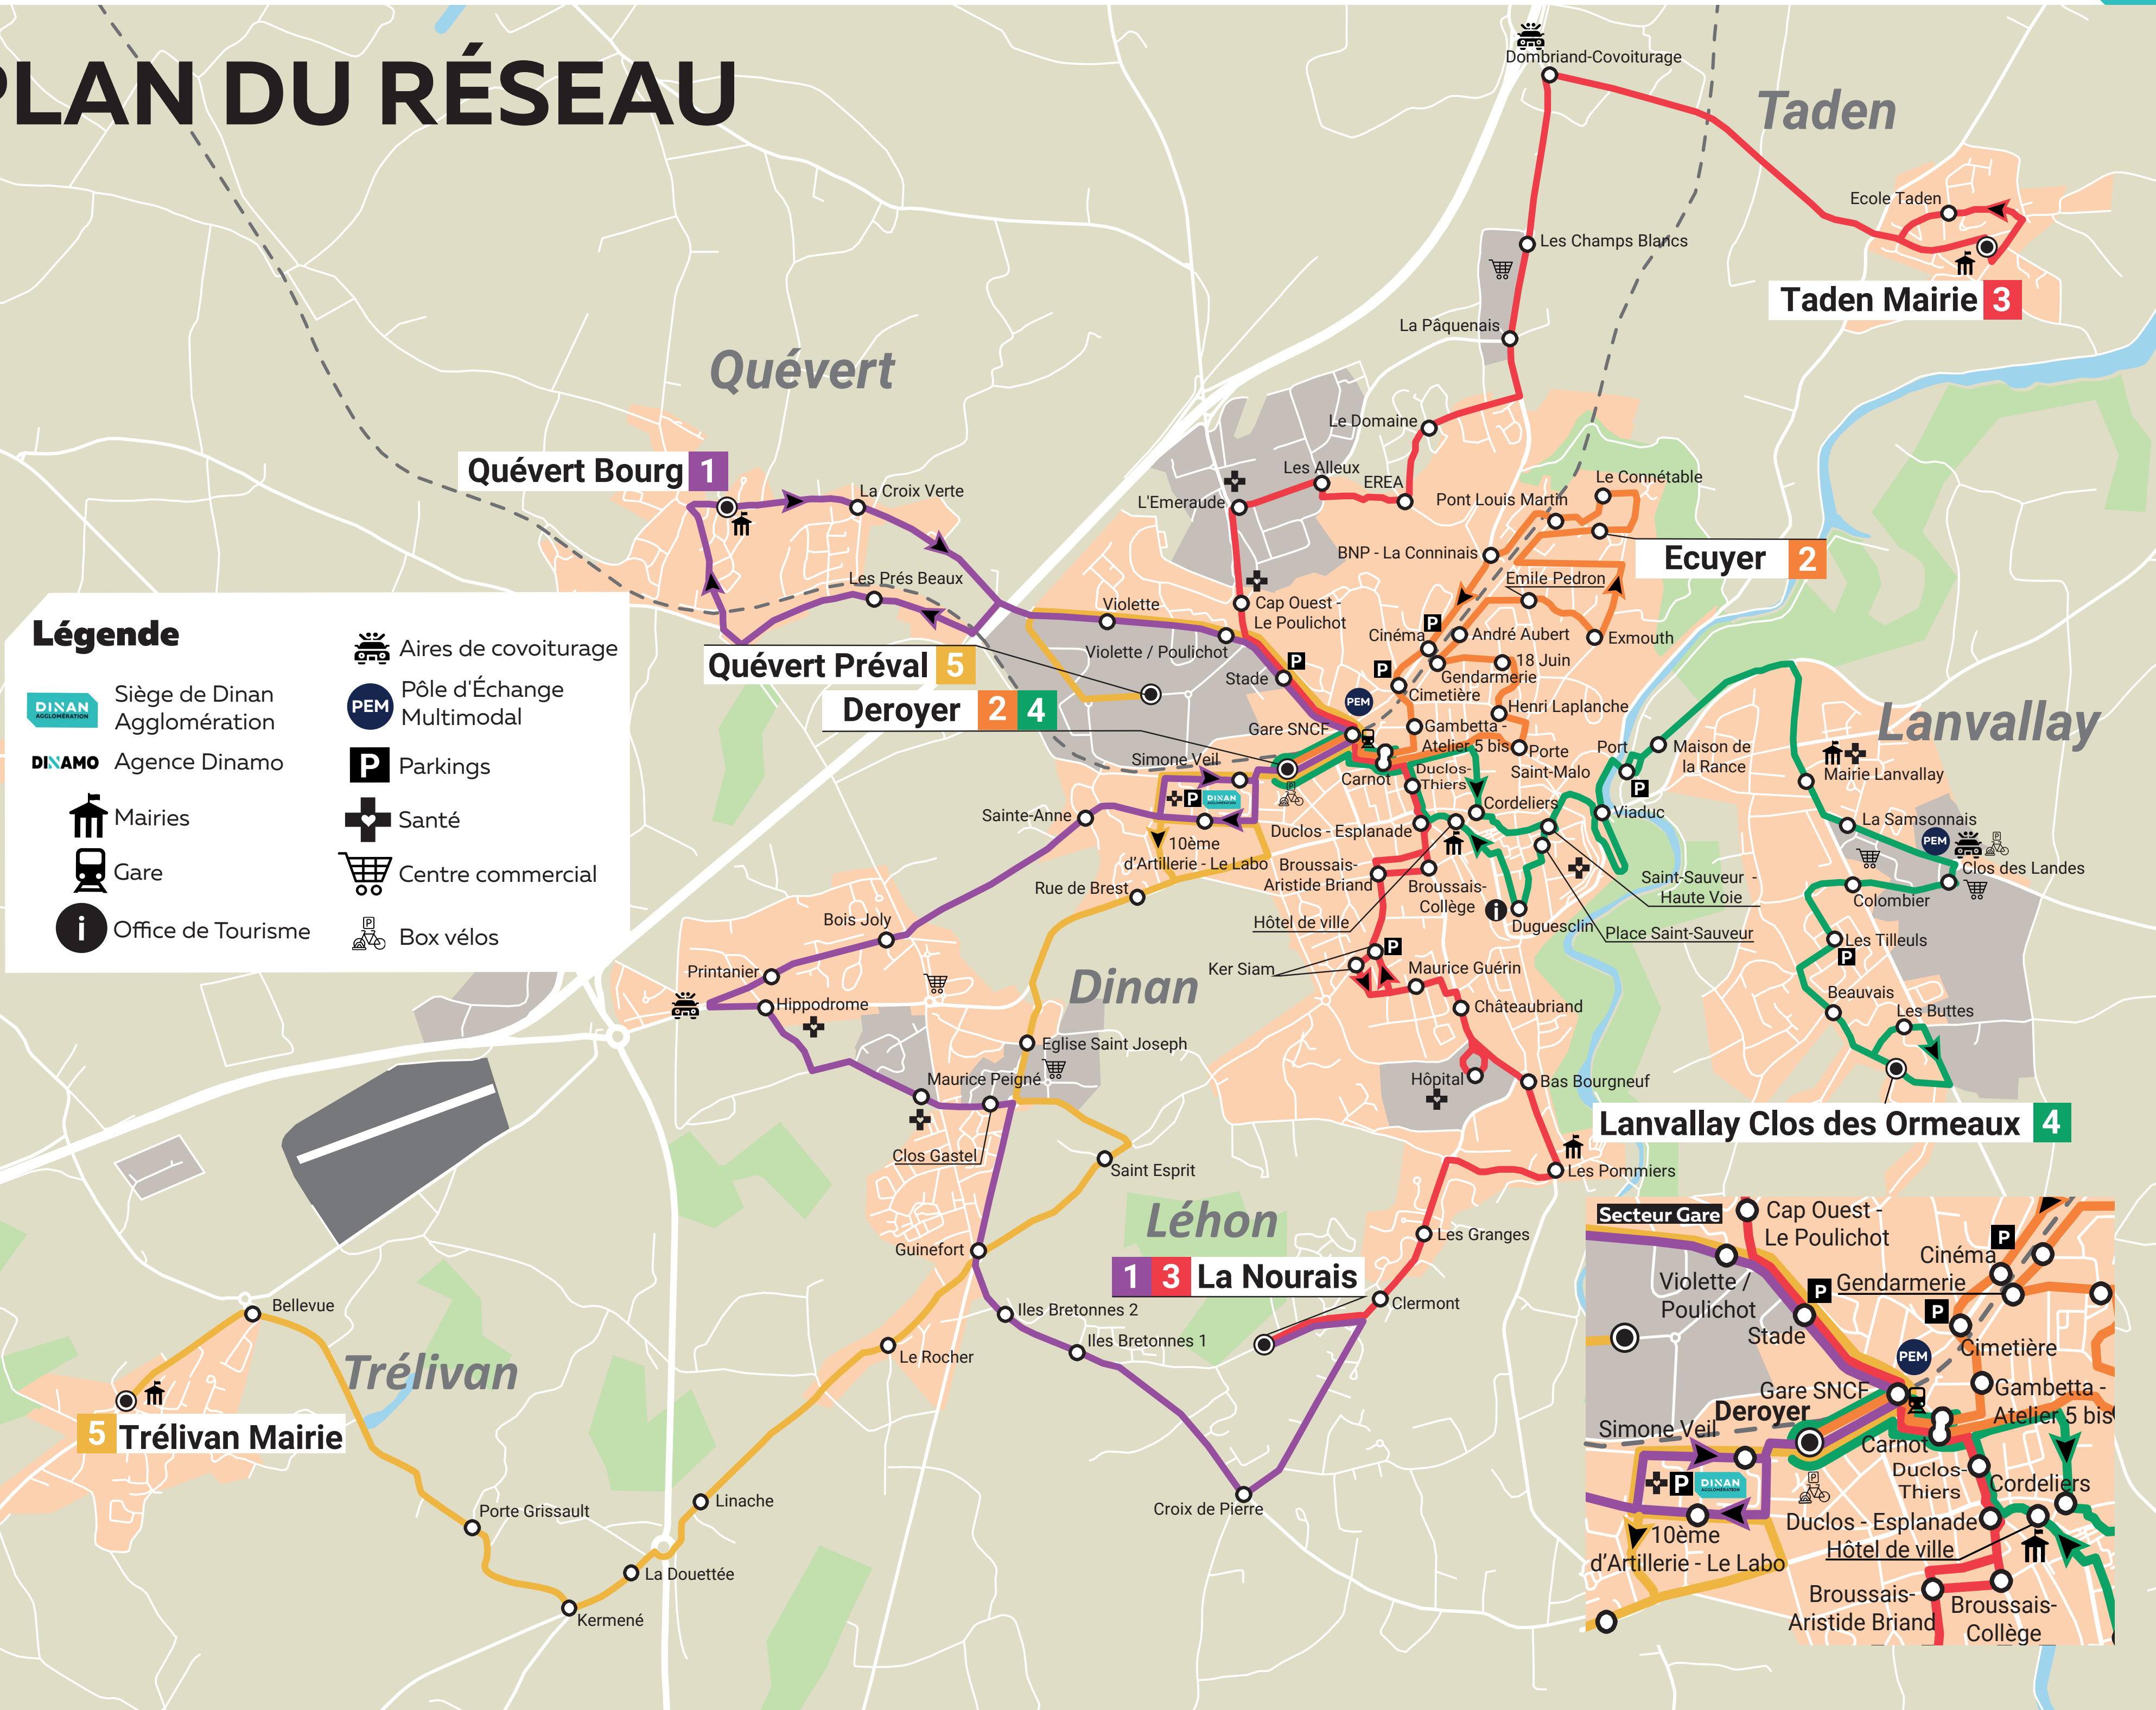 PLAN DU RÉSEAU
Dombriand-Covoiturage
Taden
Ecole Taden
Les Champs Blancs
Taden Mairie 3
La Pâquenais
Quévert
Le Domaine
Quévert Bourg 1
La Croix Verte
Les Alleux
EREA
L'Emeraude
Le Connétable
Pont Louis Martin
BNP - La Conninais
Ecuyer 2
Les Prés Beaux
Emile Pedron
Violette
Cap Ouest -
Le Poulichot
Cinéma
P
André Aubert
Exmouth
Violette / Poulichot
Quévert Préval 5
Stade
P
P
18 Juin
Gendarmerie
Cimetière
Deroyer 2 4
PEM
Henri Laplanche
Lanvallay
Gare SNCF
Gambetta -
Atelier 5 bis
Porte
Saint-Malo
Port
Maison de
la Rance
P
Simone Veil
Carnot
Duclos-
Thiers
Mairie Lanvallay
P
DINAN
AGGLOMÉRATION
Cordeliers
Viaduc
Sainte-Anne
La Samsonnais
PEM
10ème
d'Artillerie - Le Labo
Duclos - Esplanade
Broussais-
Aristide Briand
Clos des Landes
Rue de Brest
Broussais-
Collège
Saint-Sauveur -
Haute Voie
Colombier
Bois Joly
Hôtel de ville
i
Duguesclin
Place Saint-Sauveur
Les Tilleuls
P
Printanier
Ker Siam
P
Maurice Guérin
Dinan
Hippodrome
Châteaubriand
Beauvais
Les Buttes
Eglise Saint Joseph
Maurice Peigné
Hôpital
Bas Bourgneuf
Lanvallay Clos des Ormeaux 4
Clos Gastel
Saint Esprit
Les Pommiers
Léhon
Guinefort
Les Granges
1 3 La Nourais
Clermont
Iles Bretonnes 2
Iles Bretonnes 1
Bellevue
Le Rocher
Trélivan
5 Trélivan Mairie
Linache
Porte Grissault
Croix de Pierre
La Douettée
Kermené
Légende
DINAN
AGGLOMÉRATION
Siège de Dinan
Agglomération
DINAMO
Agence Dinamo
Mairies
Gare
i
Office de Tourisme
Aires de covoiturage
PEM
Pôle d'Échange
Multimodal
P
Parkings
Santé
Centre commercial
P
Box vélos
Secteur Gare
Cap Ouest -
Le Poulichot
Violette /
Poulichot
P
Stade
Cinéma
P
Gendarmerie
P
Cimetière
PEM
Gare SNCF
Gambetta -
Atelier 5 bis
Deroyer
Simone Veil
Carnot
P
DINAN
AGGLOMÉRATION
P
Duclos-
Thiers
Cordeliers
10ème
d'Artillerie - Le Labo
Duclos - Esplanade
Hôtel de ville
Broussais-
Aristide Briand
Broussais-
Collège